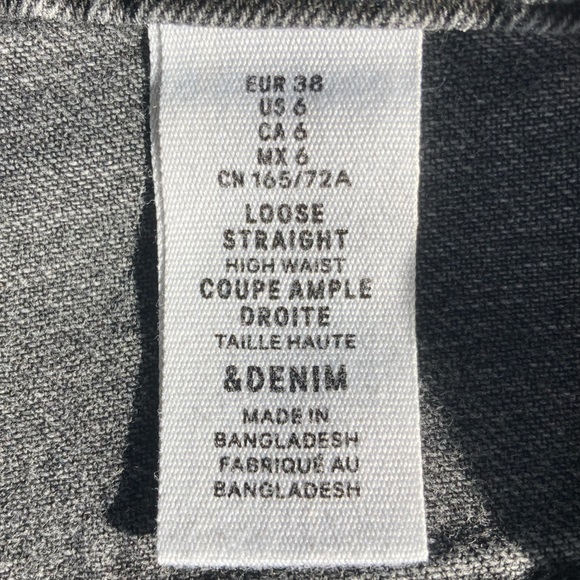 EUR 38
US 6
CA 6
MX 6
CN 165/72A
LOOSE
STRAIGHT
HIGH WAIST
COUPE AMPLE
DROITE
TAILLE HAUTE
&DENIM
MADE IN
BANGLADESH
FABRIQUÉ AU
BANGLADESH